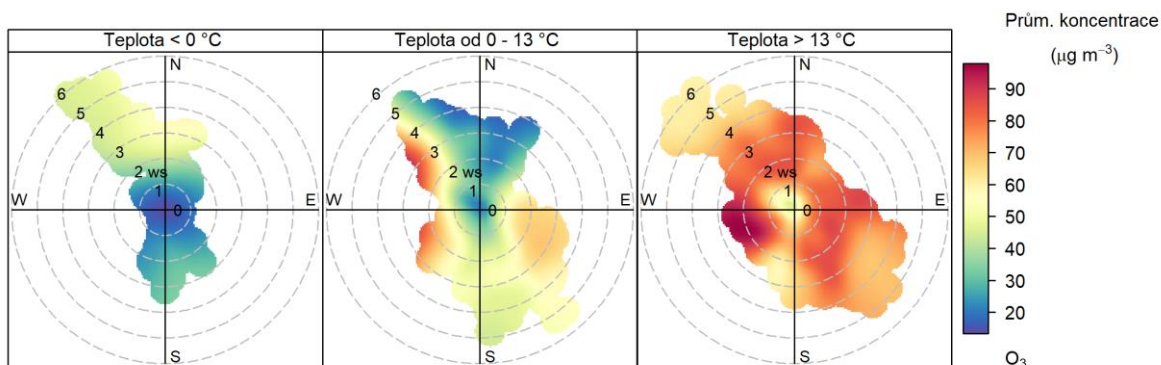 Teplota < 0 °C
Teplota od 0 - 13 °C
Teplota > 13 °C
Prům. koncentrace
(μg m⁻³)
N
6
5
4
3
2 ws
1
0
W
E
S
N
6
5
4
3
2 ws
1
0
W
E
S
N
6
5
4
3
2 ws
1
0
W
E
S
90
80
70
60
50
40
30
20
O₃